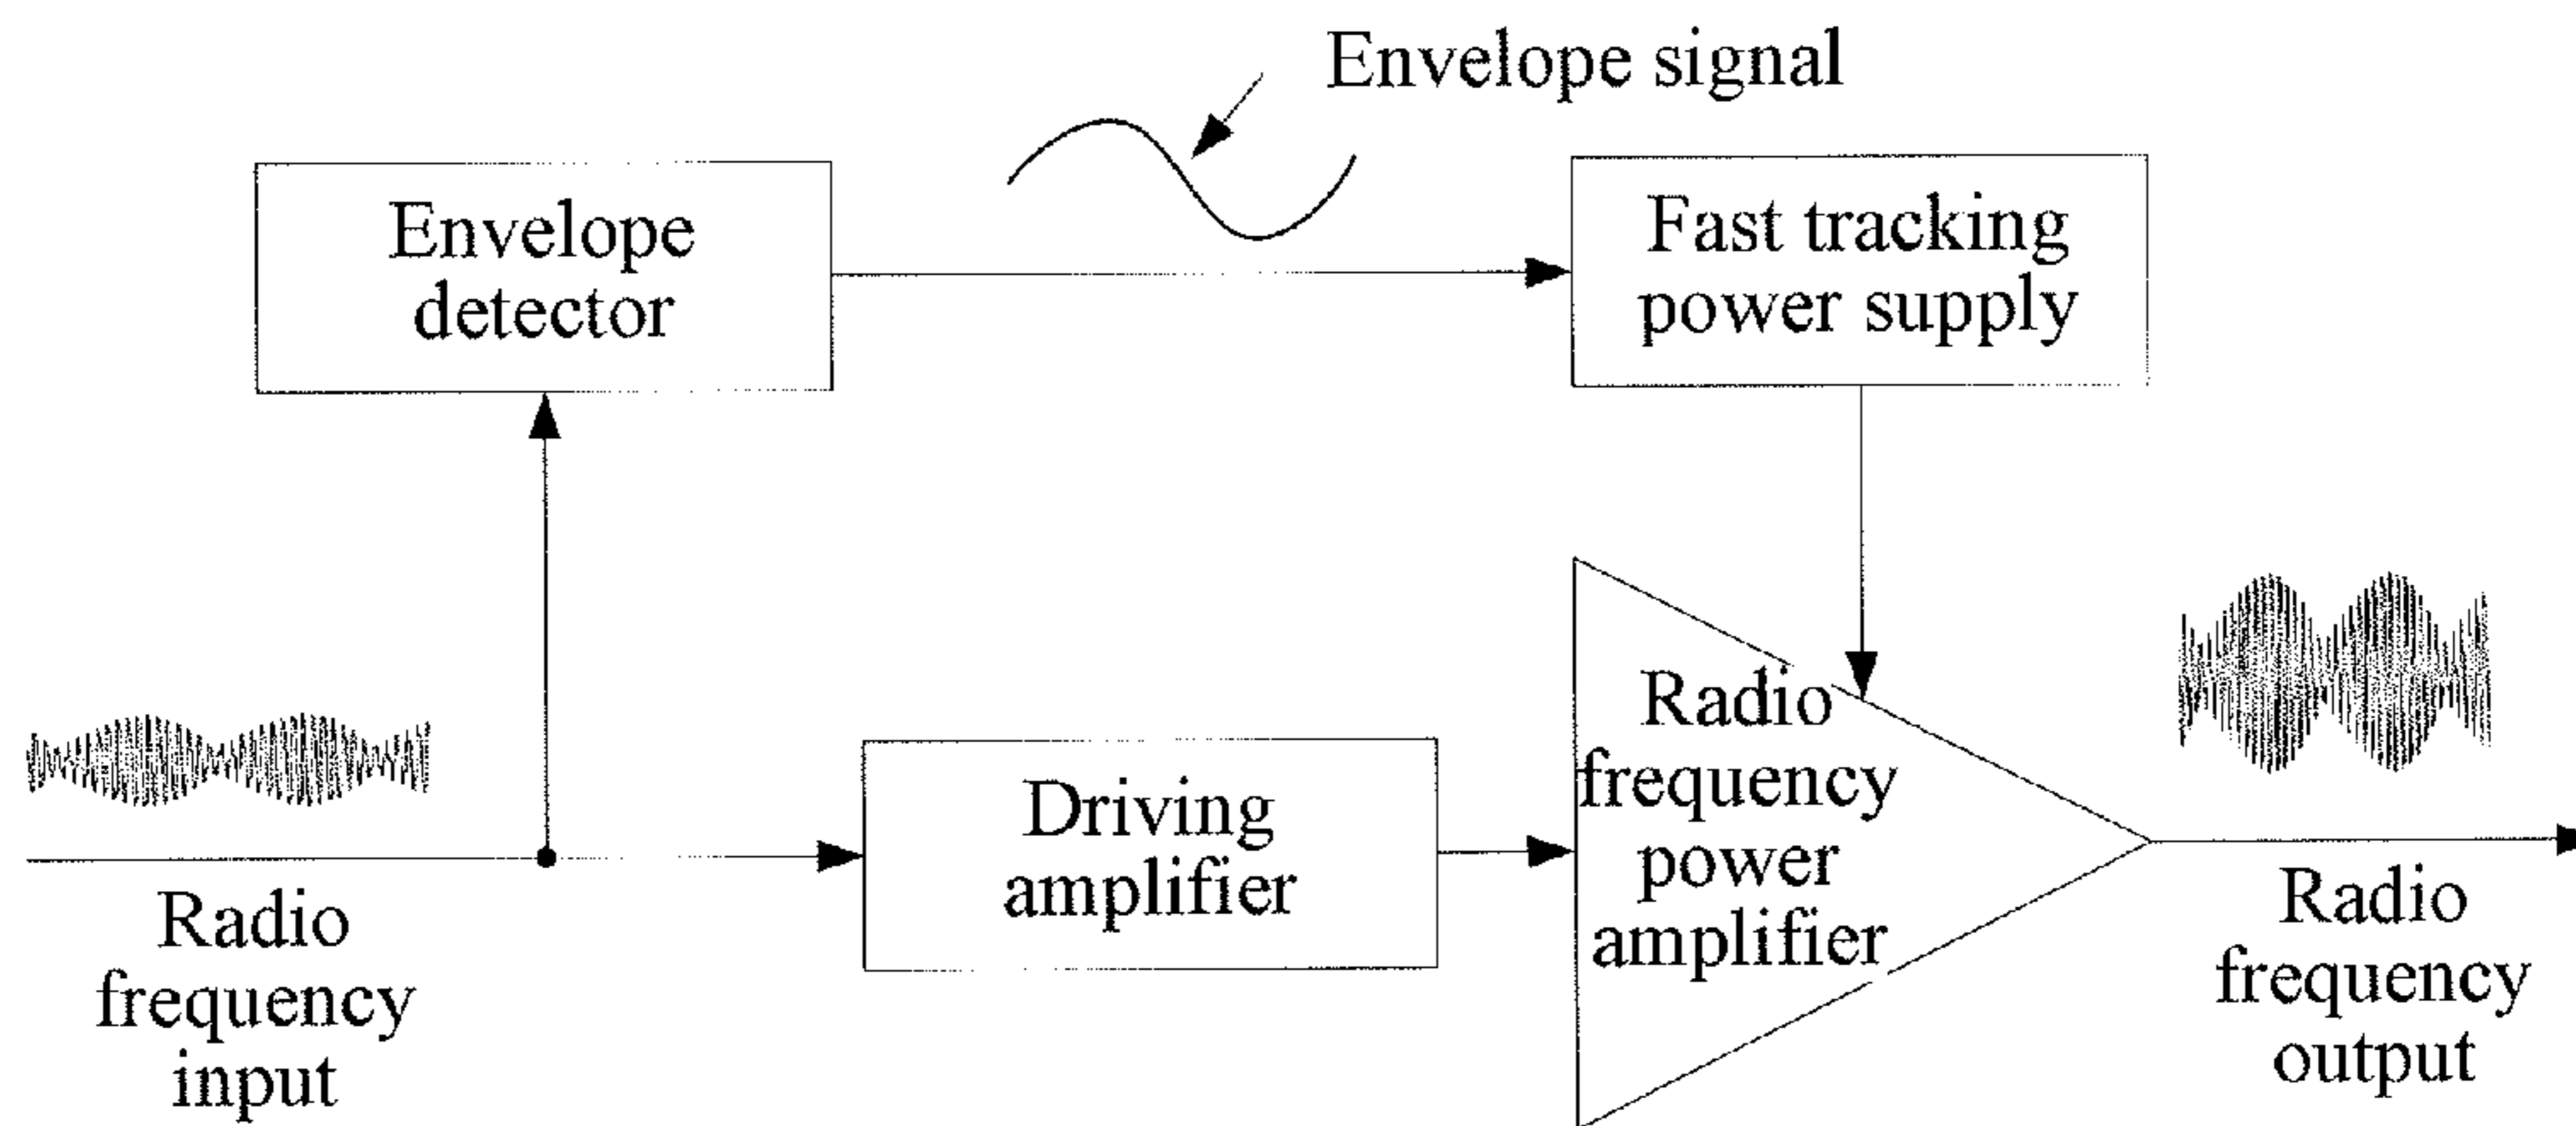 Envelope signal
Envelope
detector
Fast tracking
power supply
Radio
frequency
input
Driving
amplifier
Radio
frequency
power
amplifier
Radio
frequency
output